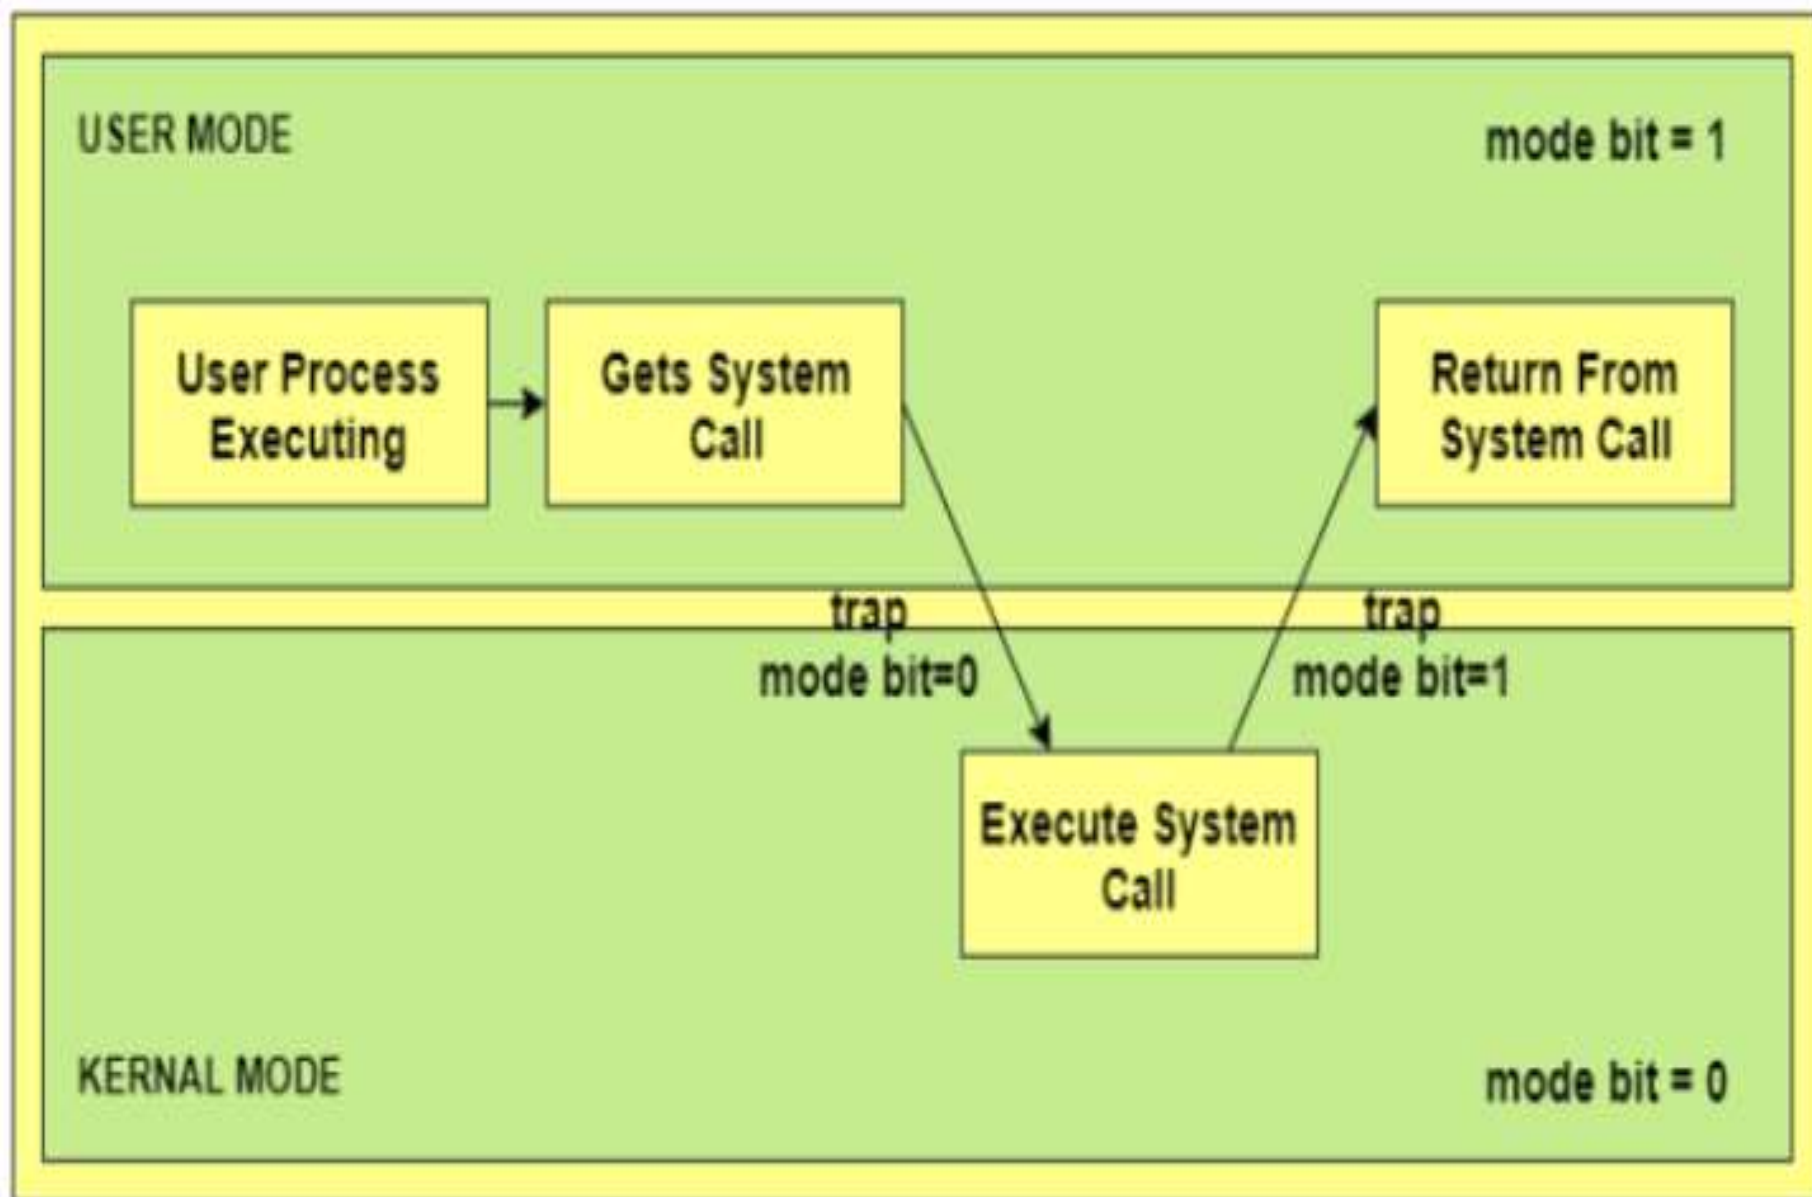 USER MODE
mode bit = 1
User Process
Executing
Gets System
Call
Return From
System Call
trap
mode bit=0
trap
mode bit=1
Execute System
Call
KERNAL MODE
mode bit = 0